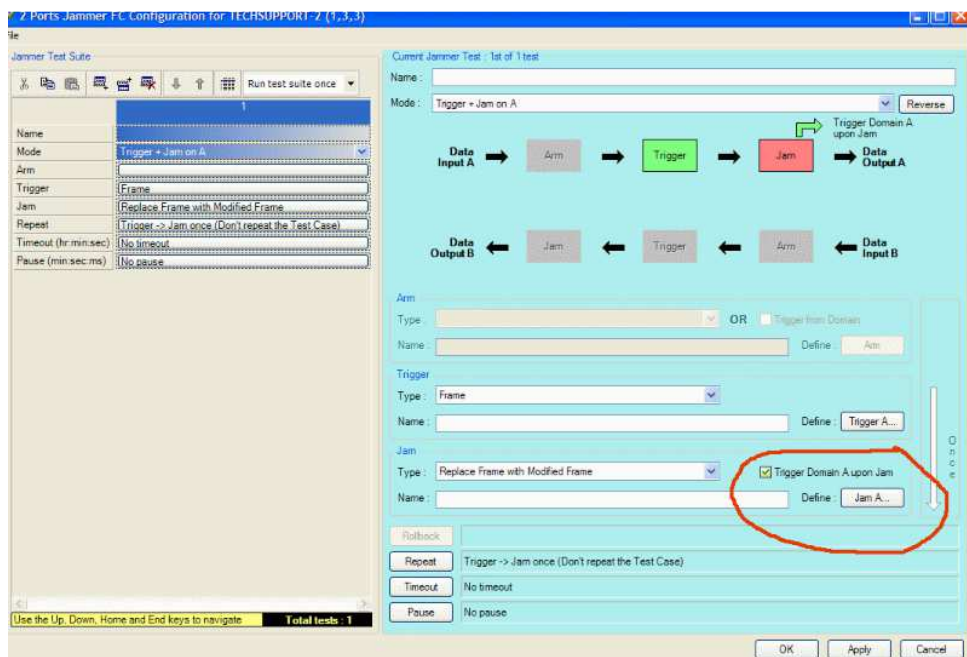 2 Ports Jammer FC Configuration for TECHSUPPORT-2 (1,3,3)
ile
Jammer Test Suite
Run test suite once
1
Name
Mode Trigger + Jam on A
Arm
Trigger Frame
Jam Replace Frame with Modified Frame
Repeat Trigger -> Jam once (Don't repeat the Test Case)
Timeout (hr:min:sec) No timeout
Pause (min:sec:ms) No pause
Use the Up, Down, Home and End keys to navigate Total tests : 1
Current Jammer Test : 1st of 1 test
Name :
Mode : Trigger + Jam on A Reverse
Trigger Domain A
upon Jam
Data
Input A
Arm
Trigger
Jam
Data
Output A
Data
Output B
Jam
Trigger
Arm
Data
Input B
Arm
Type : OR Trigger from Domain
Name : Define : Arm
Trigger
Type : Frame
Name : Define : Trigger A...
Jam
Type : Replace Frame with Modified Frame Trigger Domain A upon Jam
Name : Define : Jam A...
Once
Rollback
Repeat Trigger -> Jam once (Don't repeat the Test Case)
Timeout No timeout
Pause No pause
OK Apply Cancel